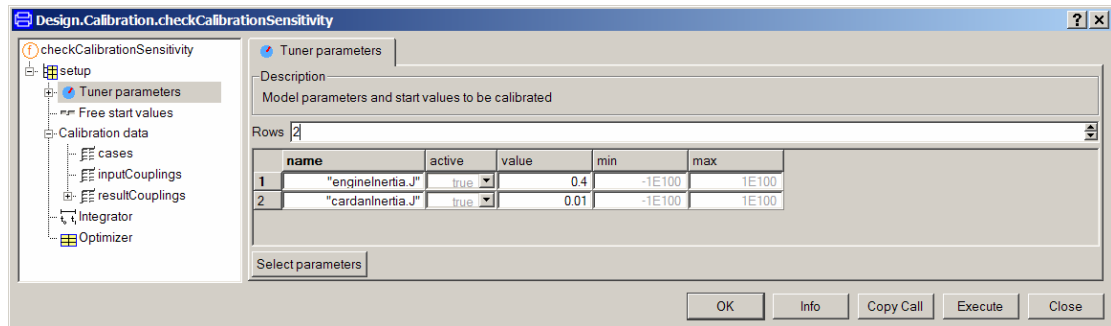 Design.Calibration.checkCalibrationSensitivity
checkCalibrationSensitivity
setup
Tuner parameters
Free start values
Calibration data
cases
inputCouplings
resultCouplings
Integrator
Optimizer
Tuner parameters
Description
Model parameters and start values to be calibrated
Rows 2
name active value min max
1 "engineInertia.J" true 0.4 -1E100 1E100
2 "cardanInertia.J" true 0.01 -1E100 1E100
Select parameters
OK Info Copy Call Execute Close